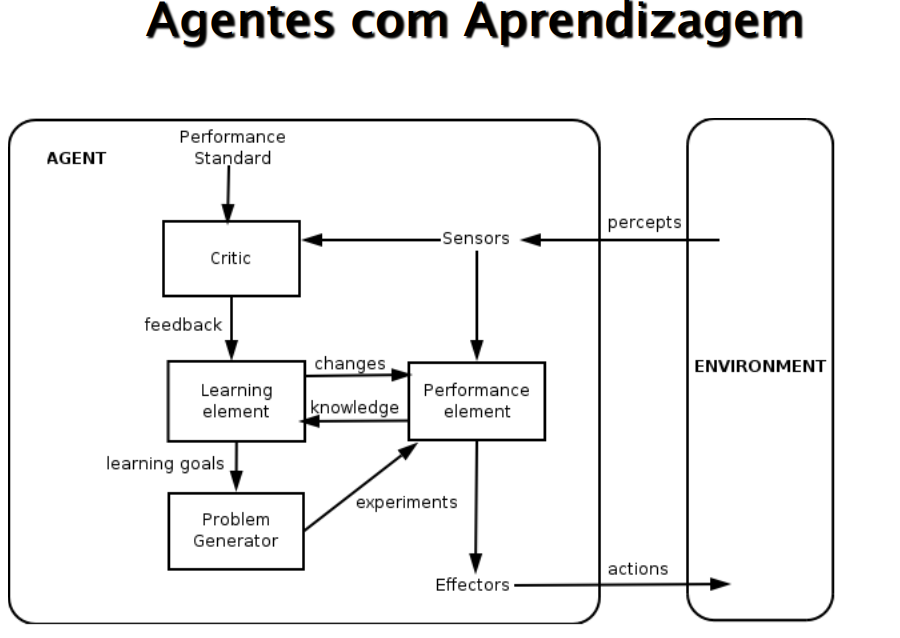 Agentes com Aprendizagem
Performance
Standard
AGENT
percepts
Sensors
Critic
feedback
changes
ENVIRONMENT
Learning
element
Performance
element
knowledge
learning goals
experiments
Problem
Generator
actions
Effectors